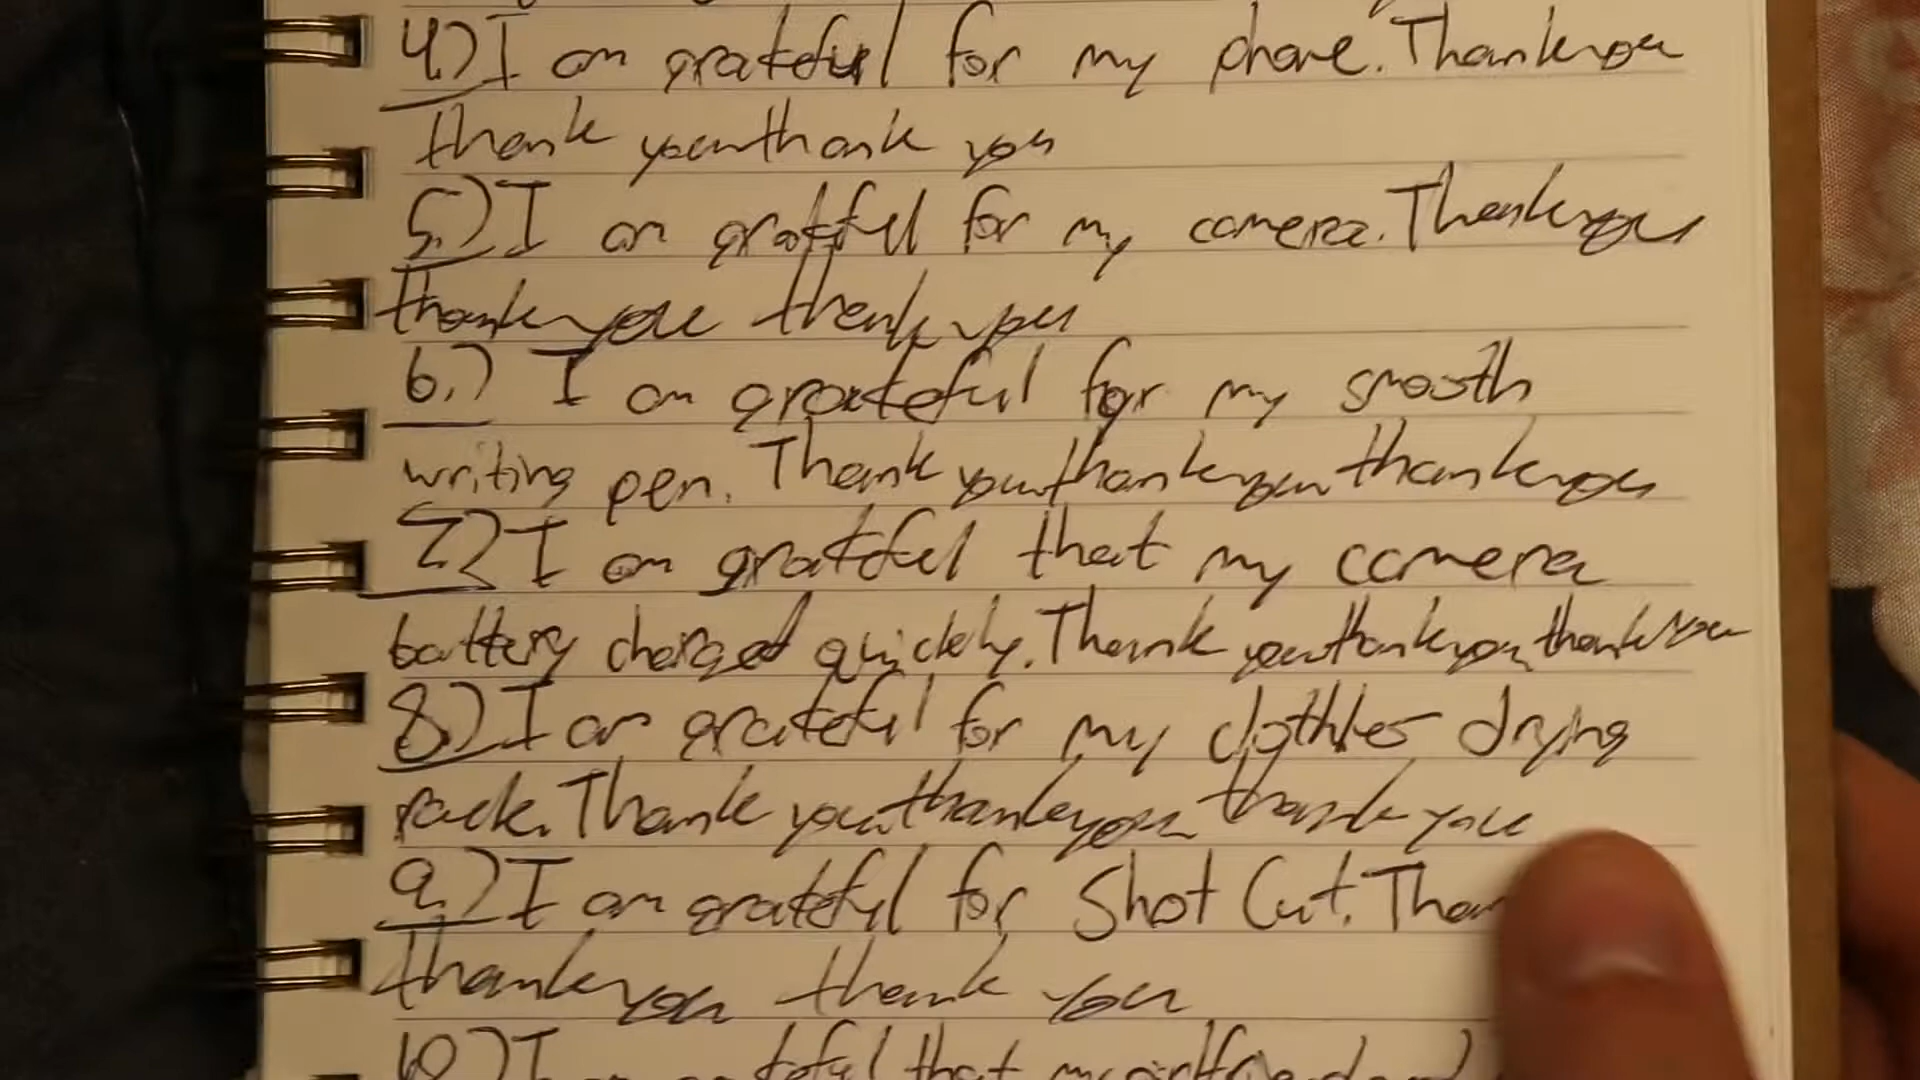 4.) I am grateful for my phone. Thank you
thank you thank you
5.) I am grateful for my camera. Thank you
thank you thank you
6.) I am grateful for my smooth
writing pen. Thank you thank you thank you
7.) I am grateful that my camera
battery charged quickly. Thank you thank you thank you
8.) I am grateful for my clothes drying
rack. Thank you thank you thank you
9.) I am grateful for Shot Cut. Than
thank you thank you
10.) I that my girlfriend